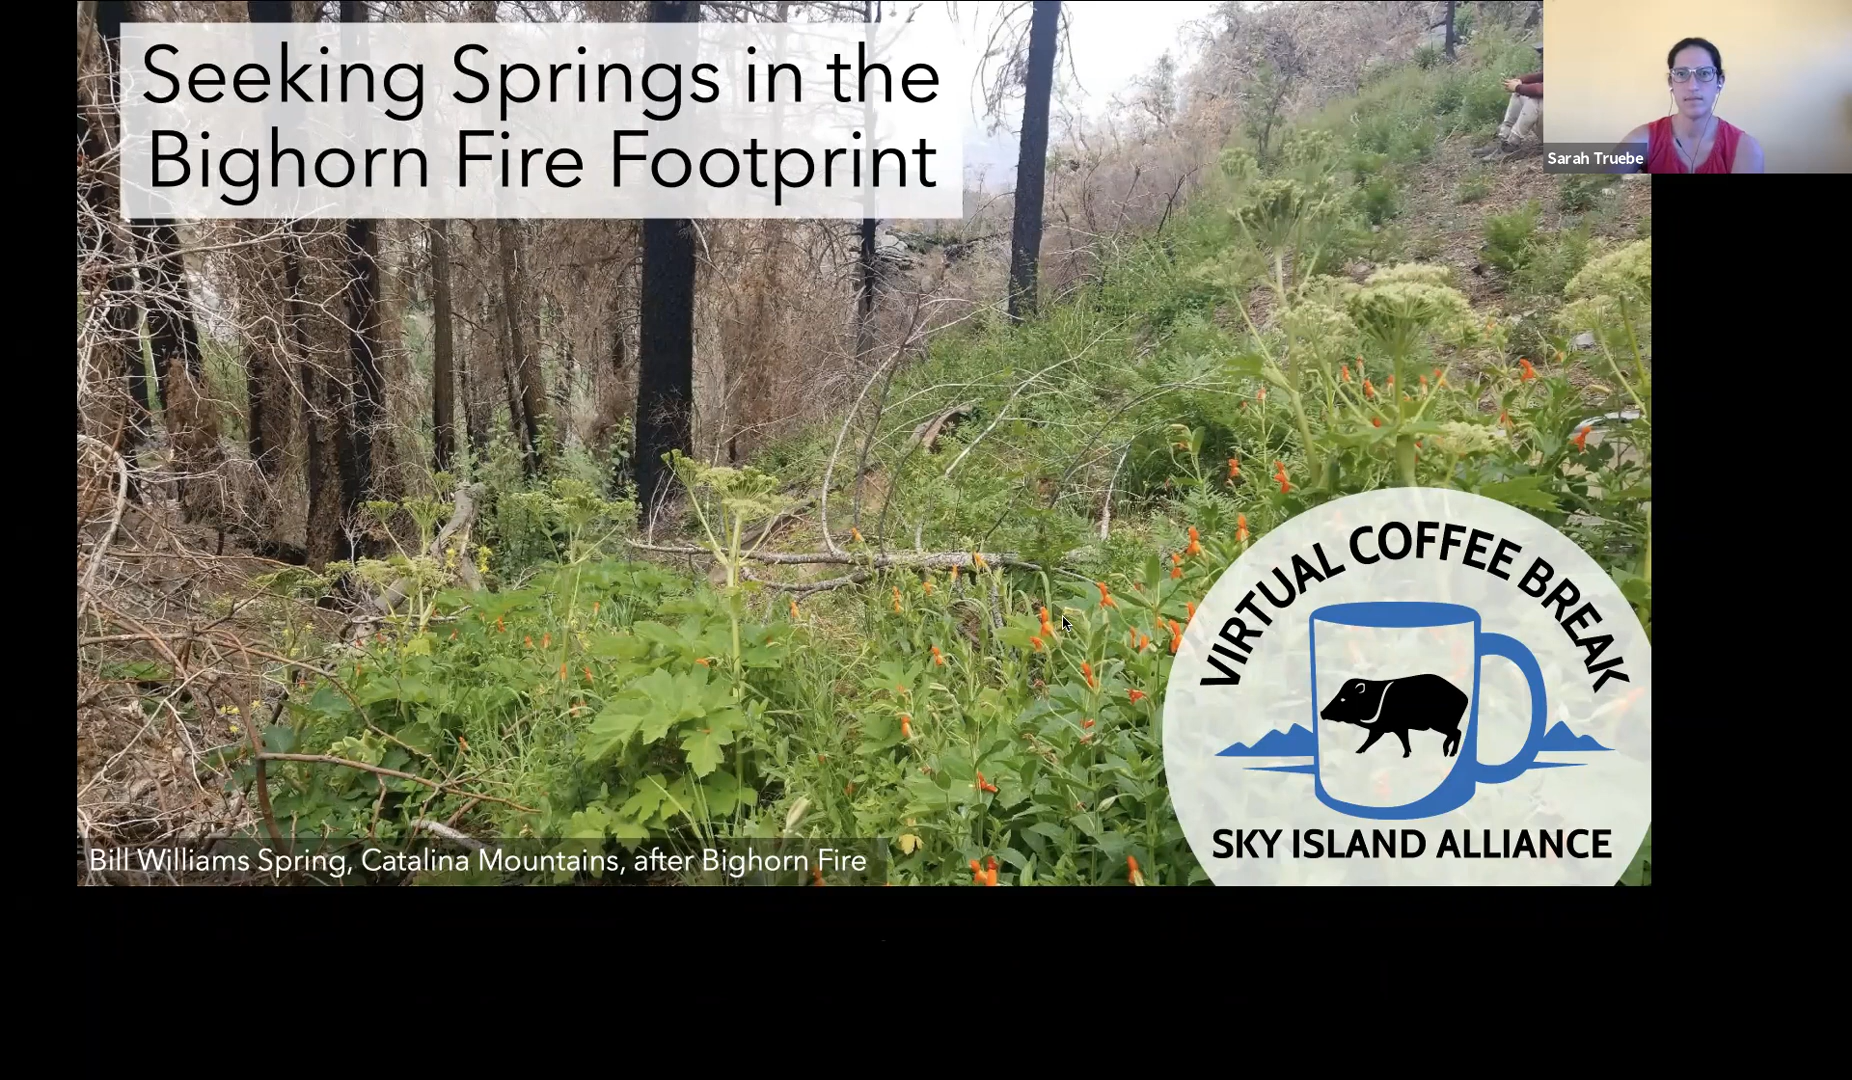 Seeking Springs in the
Bighorn Fire Footprint
Sarah Truebe
VIRTUAL COFFEE BREAK
SKY ISLAND ALLIANCE
Bill Williams Spring, Catalina Mountains, after Bighorn Fire